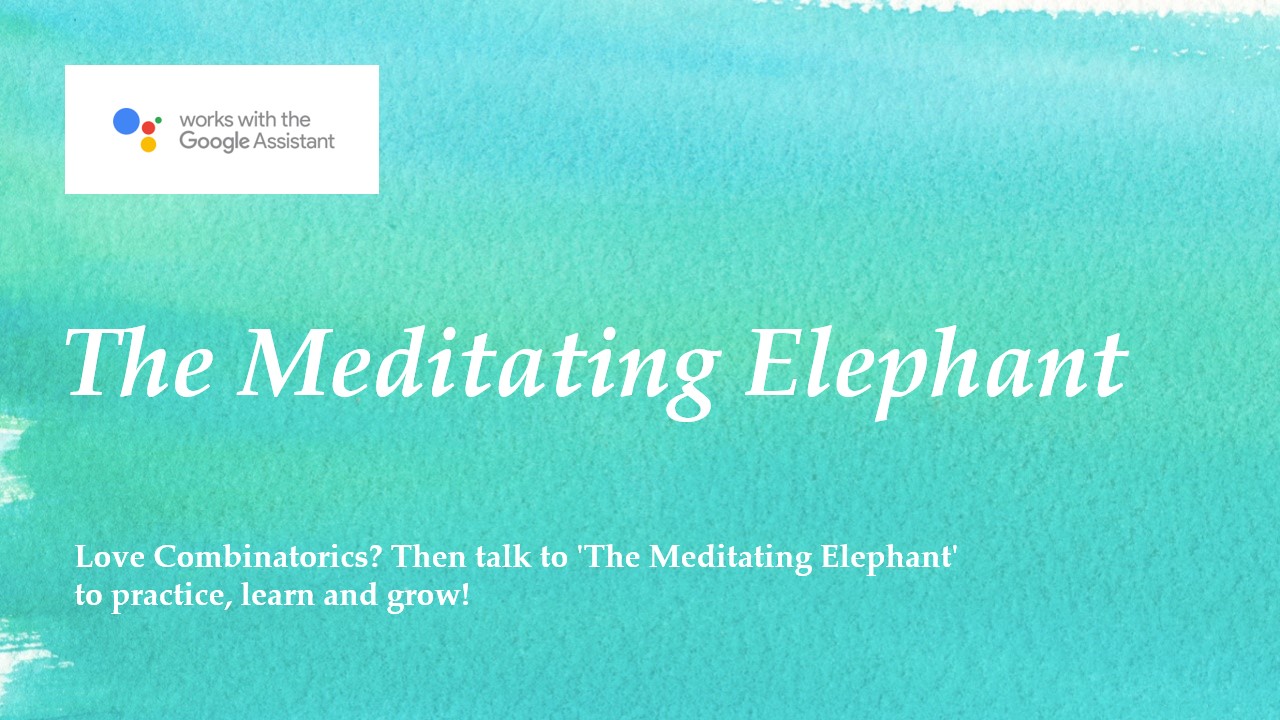 works with the
Google Assistant
The Meditating Elephant
Love Combinatorics? Then talk to 'The Meditating Elephant'
to practice, learn and grow!